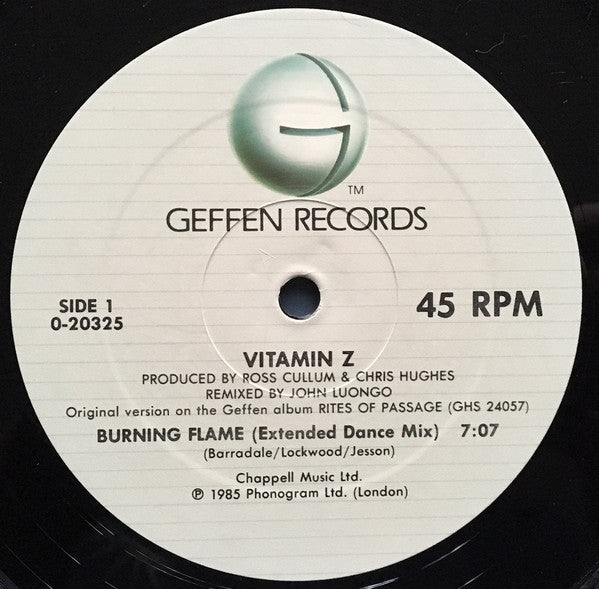 TM
GEFFEN RECORDS
SIDE 1
0-20325
45 RPM
VITAMIN Z
PRODUCED BY ROSS CULLUM & CHRIS HUGHES
REMIXED BY JOHN LUONGO
Original version on the Geffen album RITES OF PASSAGE (GHS 24057)
BURNING FLAME (Extended Dance Mix) 7:07
(Barradale/Lockwood/Jesson)
Chappell Music Ltd.
℗ 1985 Phonogram Ltd. (London)